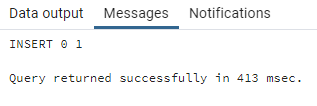 Data output Messages Notifications
INSERT 0 1
Query returned successfully in 413 msec.